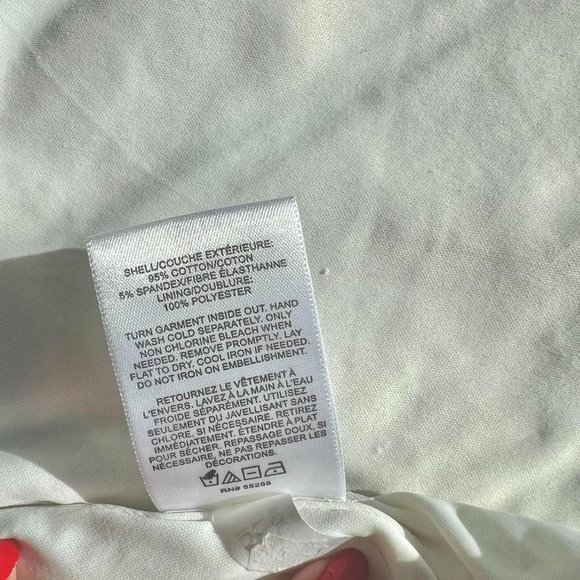 SHELL/COUCHE EXTÉRIEURE:
95% COTTON/COTON
5% SPANDEX/FIBRE ÉLASTHANNE
LINING/DOUBLURE:
100% POLYESTER
TURN GARMENT INSIDE OUT. HAND
WASH COLD SEPARATELY. ONLY
NON CHLORINE BLEACH WHEN
NEEDED. REMOVE PROMPTLY. LAY
FLAT TO DRY. COOL IRON IF NEEDED.
DO NOT IRON ON EMBELLISHMENT.
RETOURNEZ LE VÊTEMENT À
L'ENVERS. LAVEZ À LA MAIN À L'EAU
FROIDE SÉPARÉMENT. UTILISEZ
SEULEMENT DU JAVELLISANT SANS
CHLORE, SI NÉCESSAIRE. RETIREZ
IMMÉDIATEMENT. ÉTENDRE À PLAT
POUR SÉCHER. REPASSAGE DOUX, SI
NÉCESSAIRE, NE PAS REPASSER LES
DÉCORATIONS.
RN# 55285